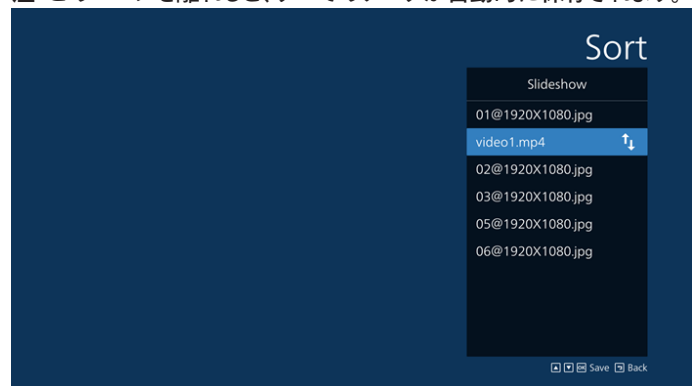 Sort
Slideshow
01@1920X1080.jpg
video1.mp4
02@1920X1080.jpg
03@1920X1080.jpg
05@1920X1080.jpg
06@1920X1080.jpg
OK Save Back